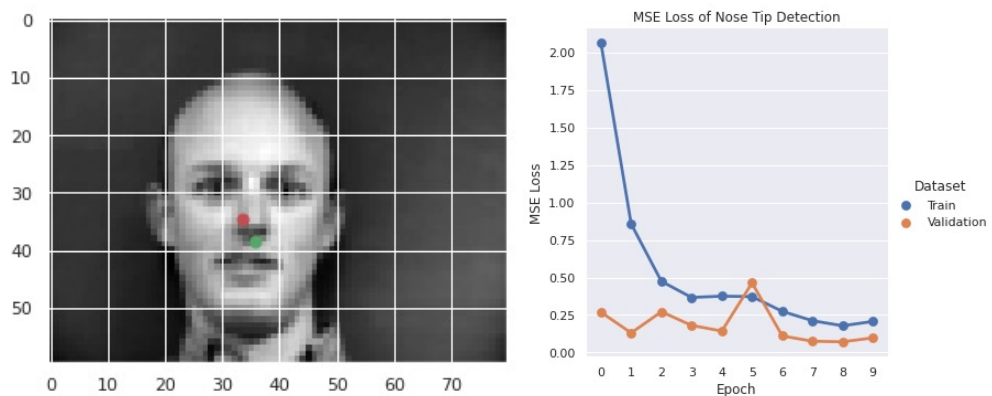 0
10
20
30
40
50
0 10 20 30 40 50 60 70
MSE Loss of Nose Tip Detection
2.00
1.75
1.50
1.25
1.00
0.75
0.50
0.25
0.00
MSE Loss
0 1 2 3 4 5 6 7 8 9
Epoch
Dataset
Train
Validation